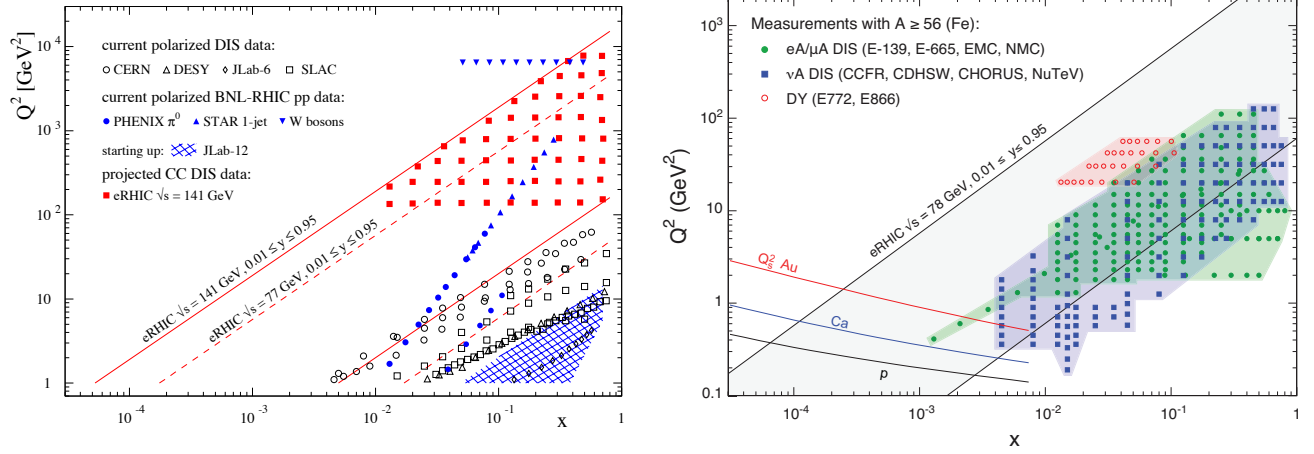 current polarized DIS data:
CERN DESY JLab-6 SLAC
current polarized BNL-RHIC pp data:
PHENIX π⁰ STAR 1-jet W bosons
starting up: JLab-12
projected CC DIS data:
eRHIC √s = 141 GeV
eRHIC √s = 141 GeV, 0.01 ≤ y ≤ 0.95
eRHIC √s = 77 GeV, 0.01 ≤ y ≤ 0.95
Q² [GeV²]
10⁴
10³
10²
10
1
10⁻⁴ 10⁻³ 10⁻² 10⁻¹ 1
x
Measurements with A ≥ 56 (Fe):
eA/μA DIS (E-139, E-665, EMC, NMC)
νA DIS (CCFR, CDHSW, CHORUS, NuTeV)
DY (E772, E866)
eRHIC √s = 78 GeV, 0.01 ≤ y ≤ 0.95
Q²ₛ Au
Ca
p
Q² (GeV²)
10³
10²
10
1
0.1
10⁻⁴ 10⁻³ 10⁻² 10⁻¹ 1
x